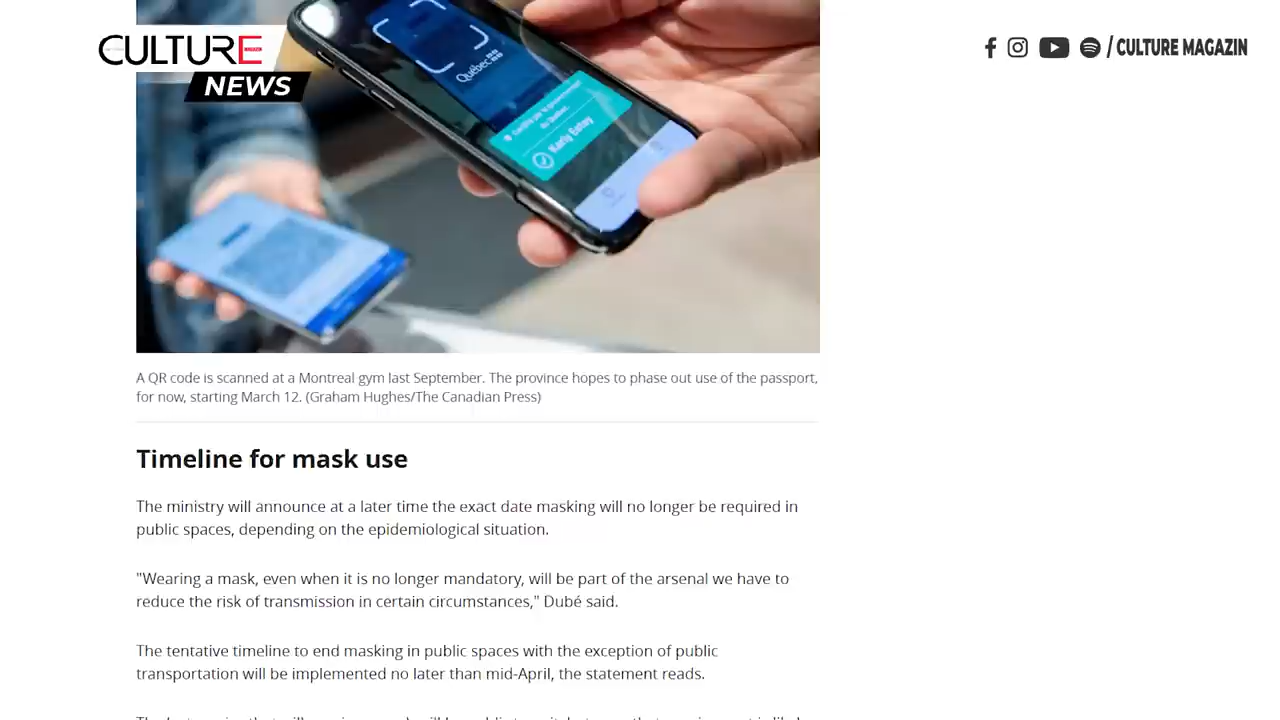 CULTURE
NEWS
/ CULTURE MAGAZIN
Québec
A QR code is scanned at a Montreal gym last September. The province hopes to phase out use of the passport,
for now, starting March 12. (Graham Hughes/The Canadian Press)
Timeline for mask use
The ministry will announce at a later time the exact date masking will no longer be required in
public spaces, depending on the epidemiological situation.
"Wearing a mask, even when it is no longer mandatory, will be part of the arsenal we have to
reduce the risk of transmission in certain circumstances," Dubé said.
The tentative timeline to end masking in public spaces with the exception of public
transportation will be implemented no later than mid-April, the statement reads.